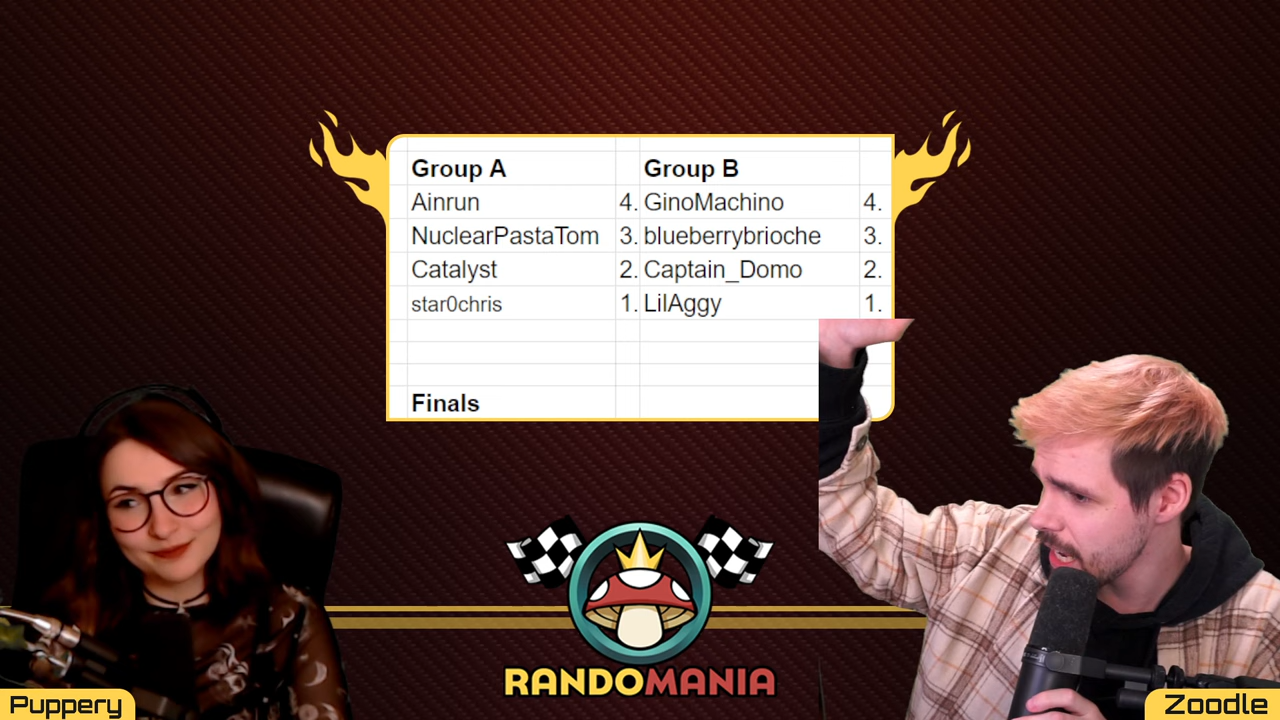 Group A Group B
Ainrun 4. GinoMachino 4.
NuclearPastaTom 3. blueberrybrioche 3.
Catalyst 2. Captain_Domo 2.
star0chris 1. LilAggy 1.
Finals
RANDOMANIA
Puppery
Zoodle